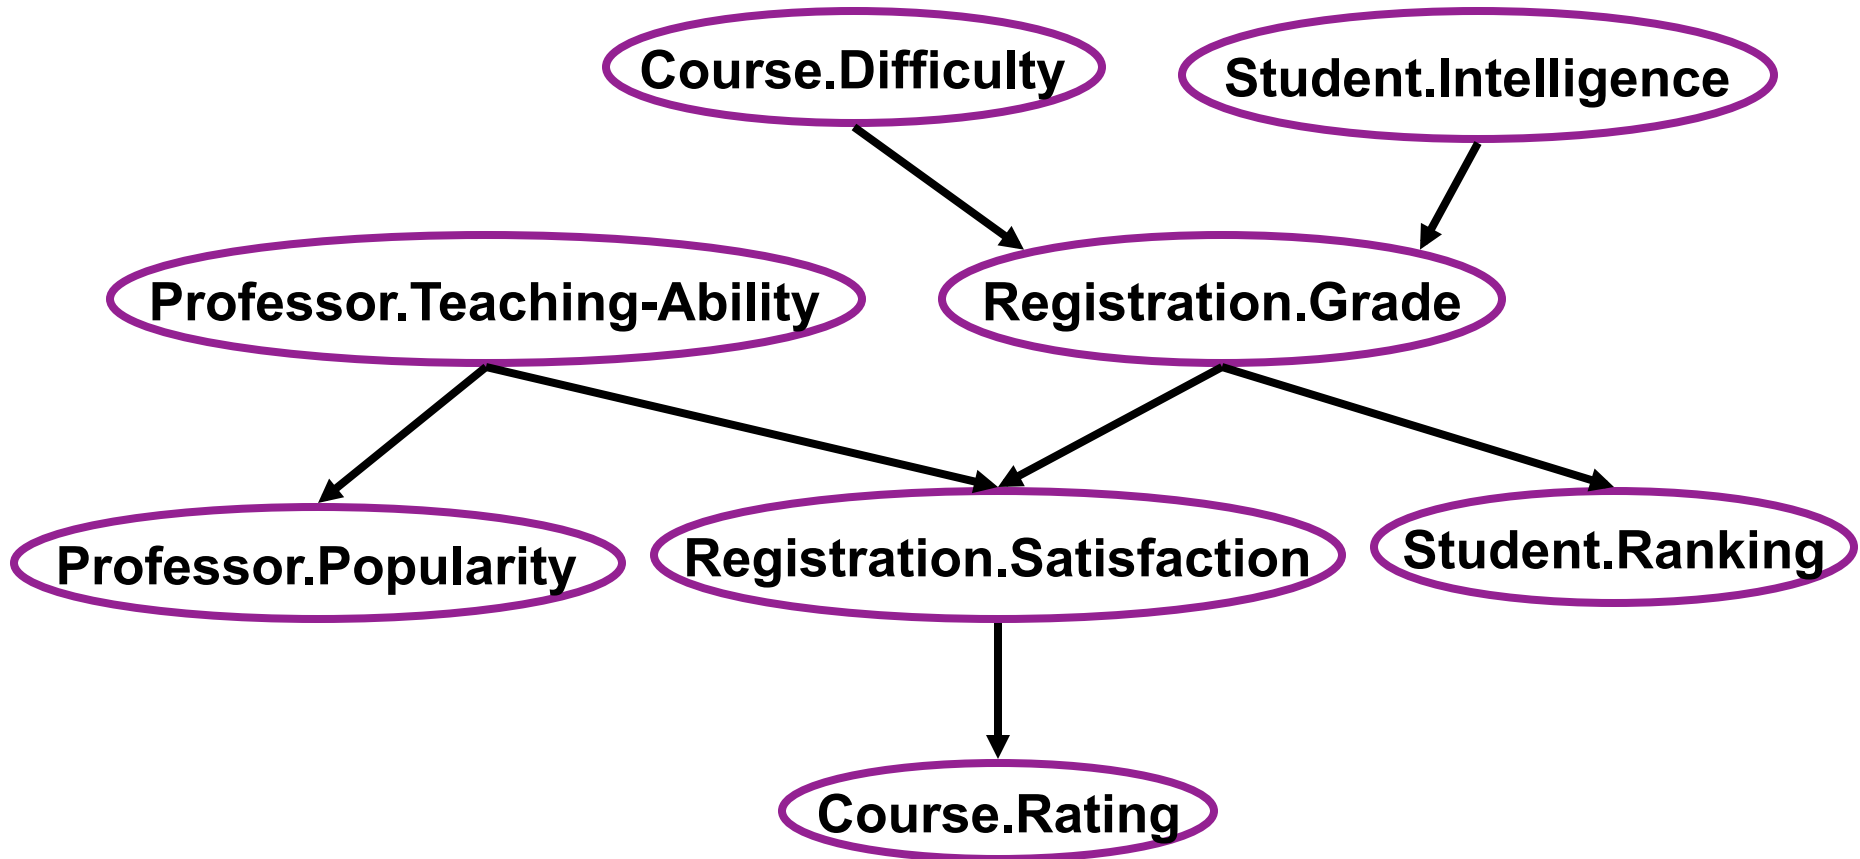 Course.Difficulty
Student.Intelligence
Professor.Teaching-Ability
Registration.Grade
Professor.Popularity
Registration.Satisfaction
Student.Ranking
Course.Rating